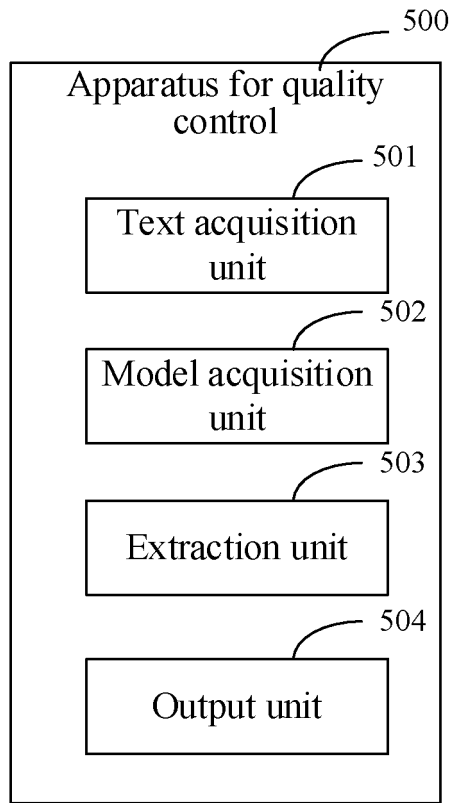 500
Apparatus for quality
control
501
Text acquisition
unit
502
Model acquisition
unit
503
Extraction unit
504
Output unit